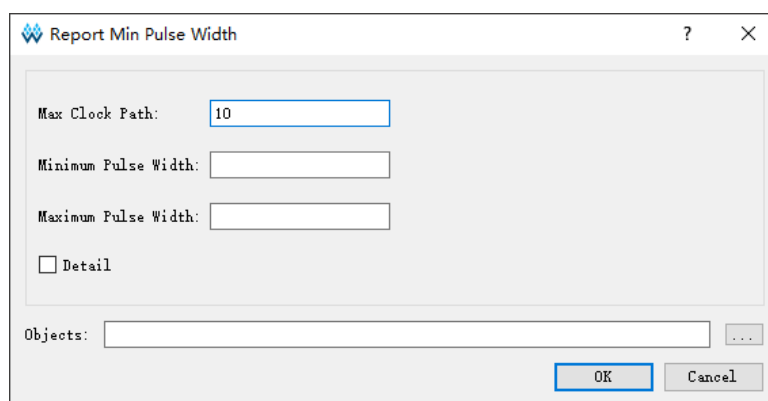 Report Min Pulse Width ?
Max Clock Path: 10
Minimum Pulse Width:
Maximum Pulse Width:
Detail
Objects: ...
OK Cancel